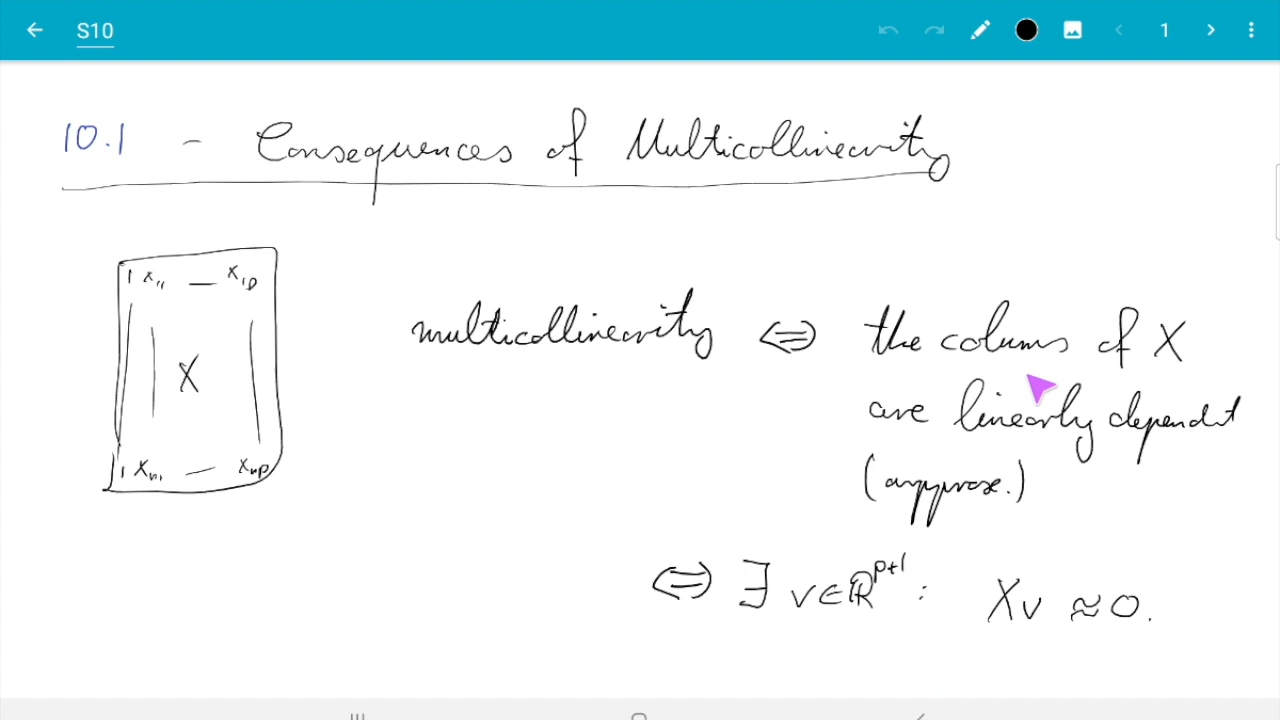 S10
1
10.1 - Consequences of Multicollinearity
1 x₁₁ — x₁p
X
1 xₙ₁ — xₙp
multicollinearity ⇔ the colums of X
are linearly dependent
(approx.)
⇔ ∃ v∈ℝᵖ⁺¹ : Xv ≈ 0.